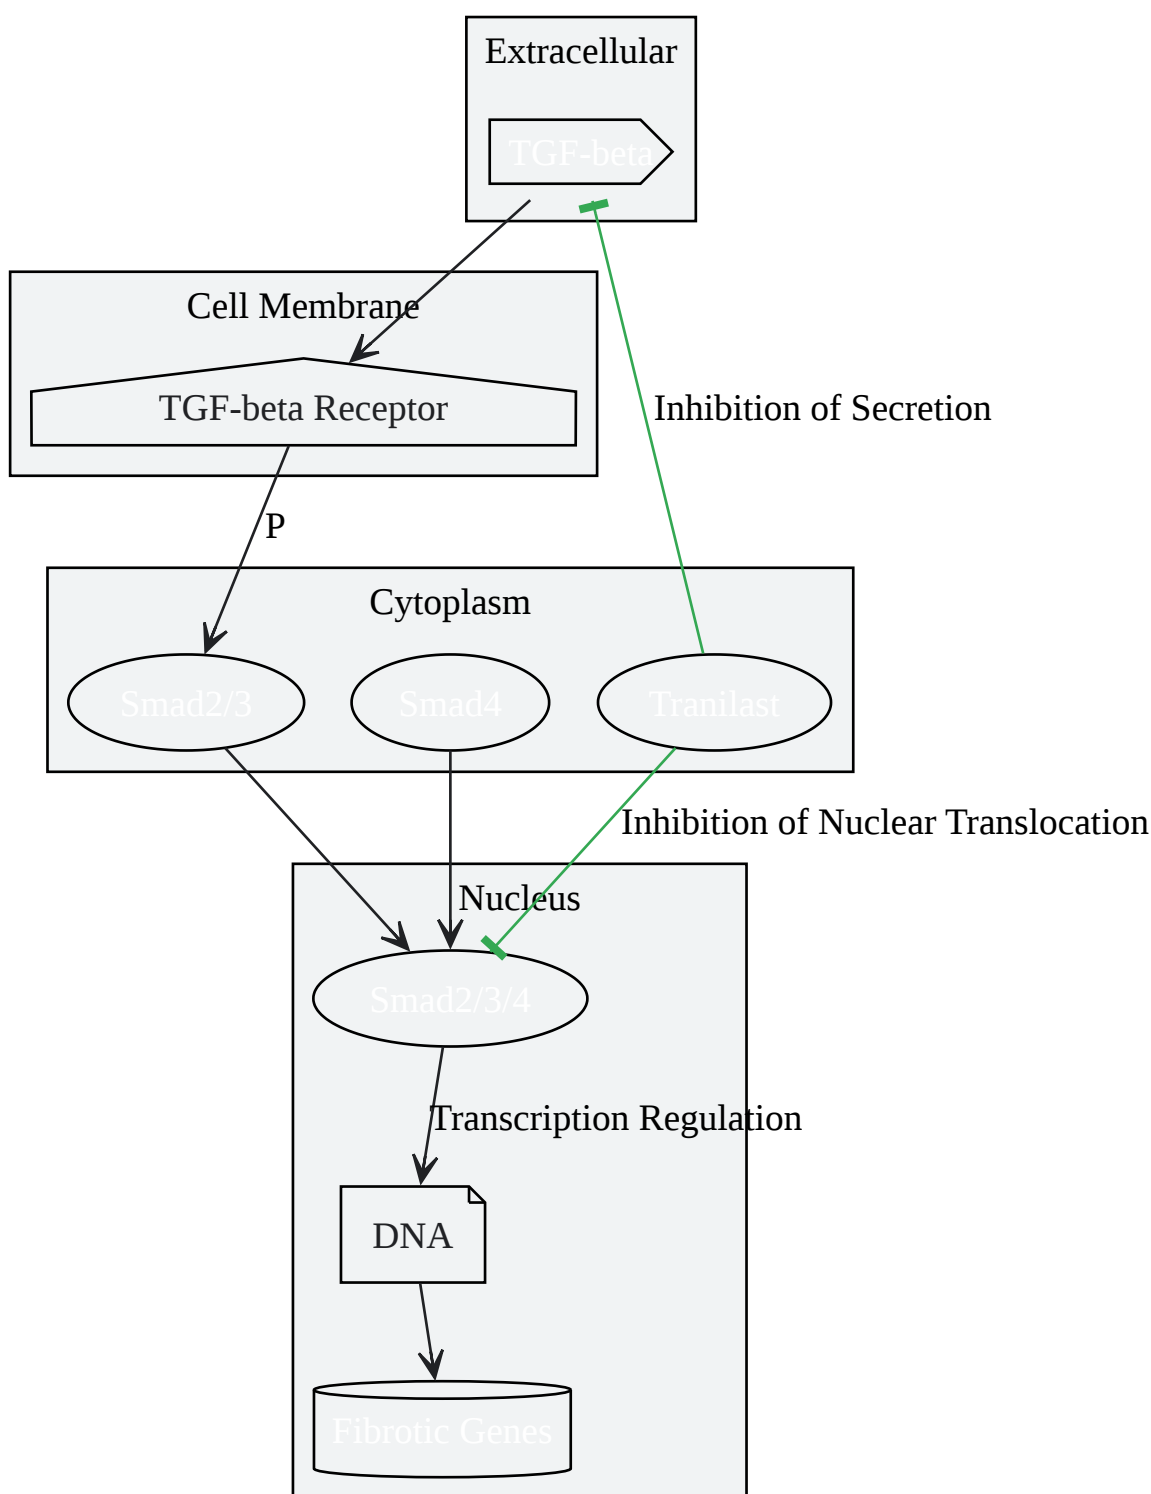 Extracellular
TGF-beta
Cell Membrane
TGF-beta Receptor
Inhibition of Secretion
P
Cytoplasm
Smad2/3
Smad4
Tranilast
Inhibition of Nuclear Translocation
Nucleus
Smad2/3/4
Transcription Regulation
DNA
Fibrotic Genes